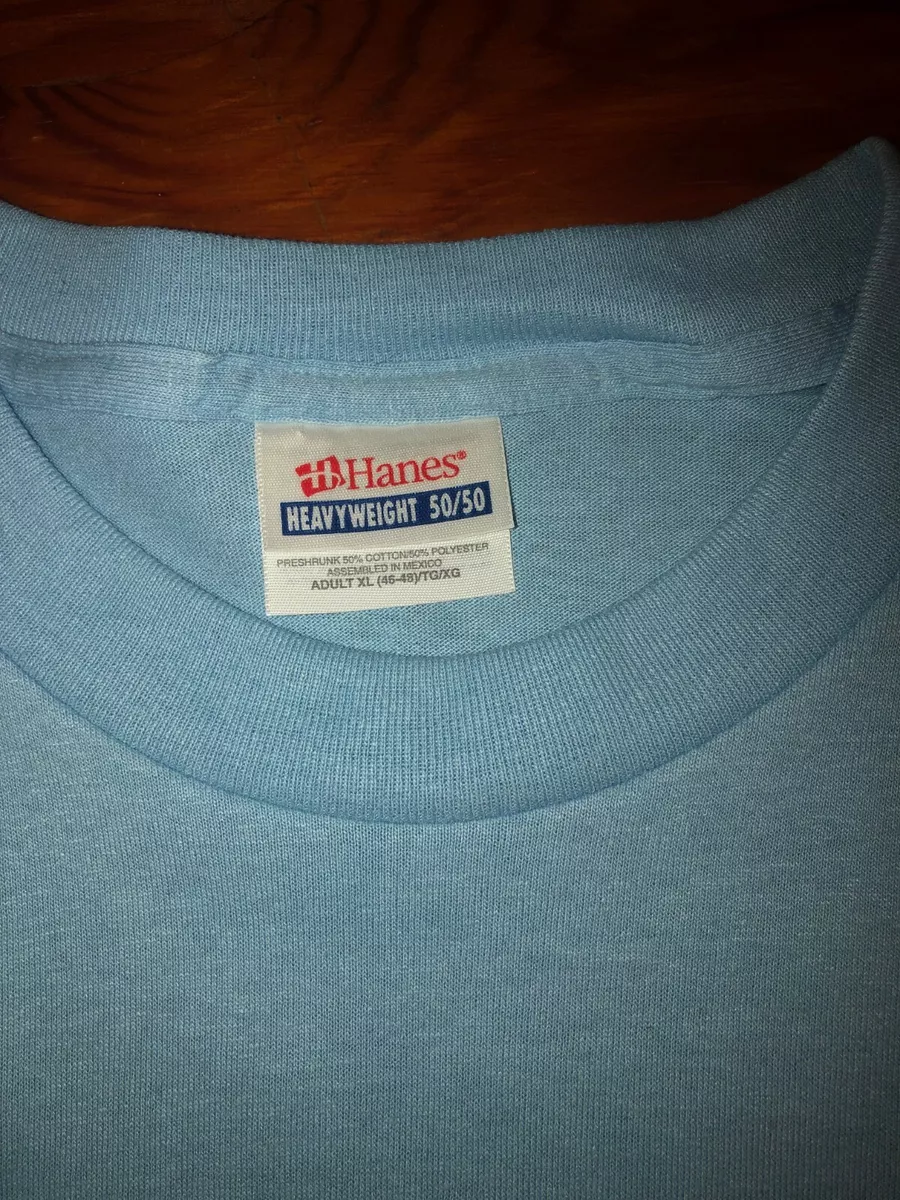 H Hanes®
HEAVYWEIGHT 50/50
PRESHRUNK 50% COTTON/50% POLYESTER
ASSEMBLED IN MEXICO
ADULT XL (46-48)/TG/XG